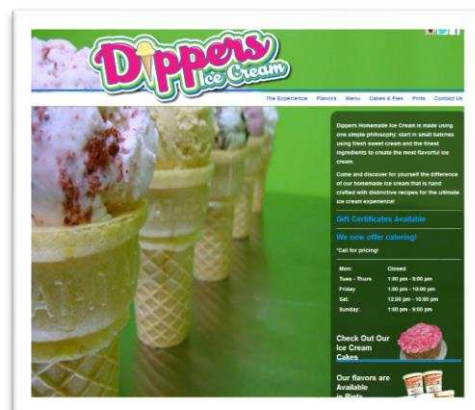 Dippers
Ice Cream
The Experience Flavors Menu Cakes & Pies Pints Contact Us
Dippers Homemade Ice Cream is made using
one simple philosophy: start in small batches
using fresh sweet cream and the finest
ingredients to create the most flavorful ice
cream.
Come and discover for yourself the difference
of our homemade ice cream that is hand
crafted with distinctive recipes for the ultimate
ice cream experience!
Gift Certificates Available
We now offer catering!
*Call for pricing!
Mon: Closed
Tues - Thurs 1:00 pm - 9:00 pm
Friday 1:00 pm - 10:00 pm
Sat: 12:00 pm - 10:00 pm
Sunday: 1:00 pm - 9:00 pm
Check Out Our
Ice Cream
Cakes
Our flavors are
Available
in Pints